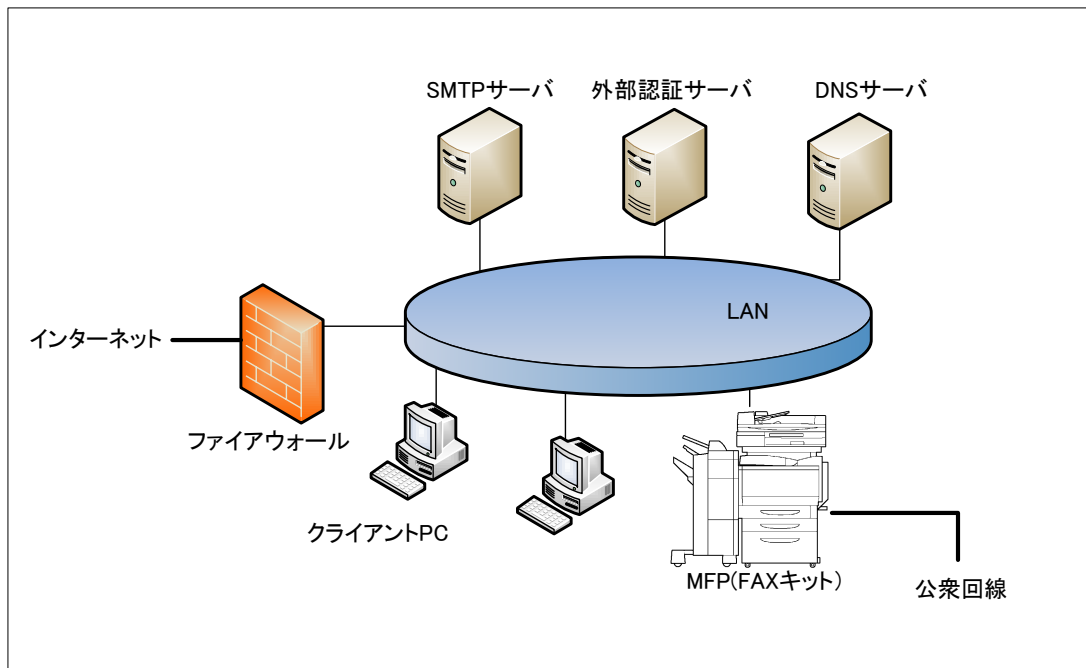 SMTPサーバ
外部認証サーバ
DNSサーバ
LAN
インターネット
ファイアウォール
クライアントPC
MFP(FAXキット)
公衆回線